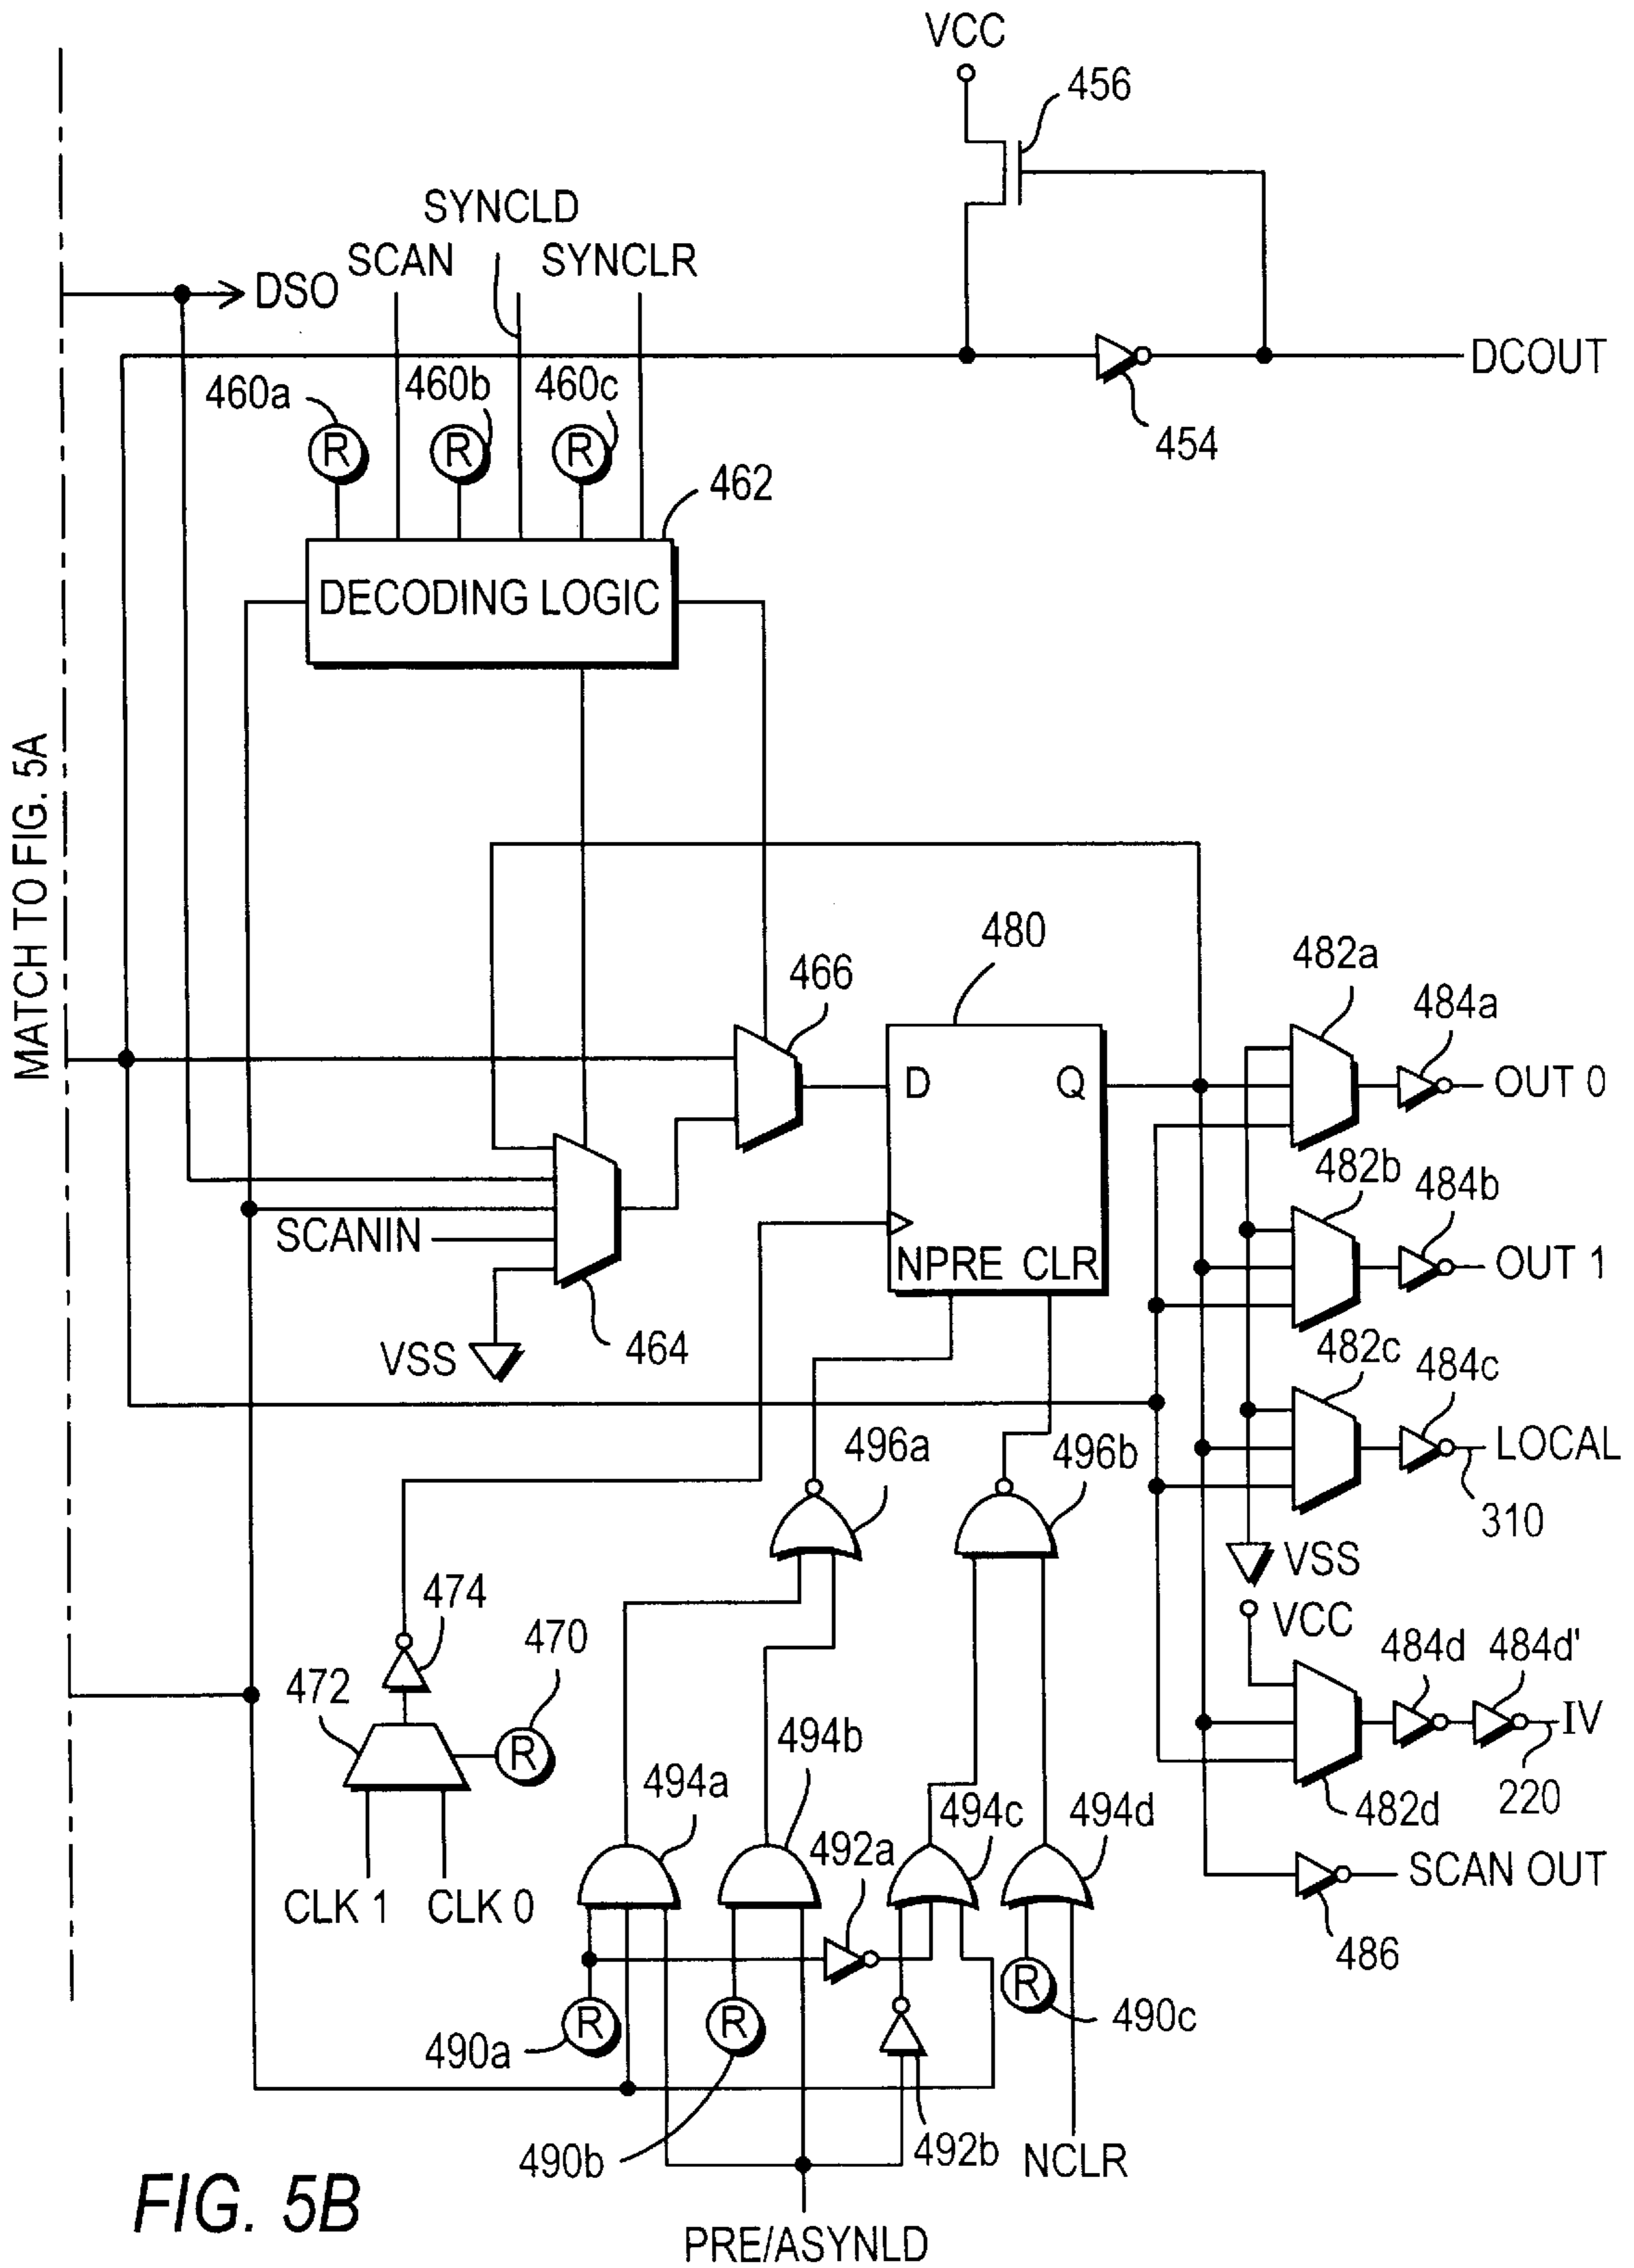 VCC
456
SYNCLD
SCAN
SYNCLR
DSO
DCOUT
460a
460b
460c
454
R
R
R
462
DECODING LOGIC
MATCH TO FIG. 5A
480
482a
466
484a
D
Q
OUT 0
482b
484b
SCANIN
NPRE CLR
OUT 1
VSS
464
482c
484c
496a
496b
LOCAL
310
VSS
474
470
VCC
484d
484d'
472
494b
IV
R
494a
220
494c
494d
482d
492a
CLK 1
CLK 0
SCAN OUT
486
R
R
R
490a
490c
490b
492b
NCLR
FIG. 5B
PRE/ASYNLD